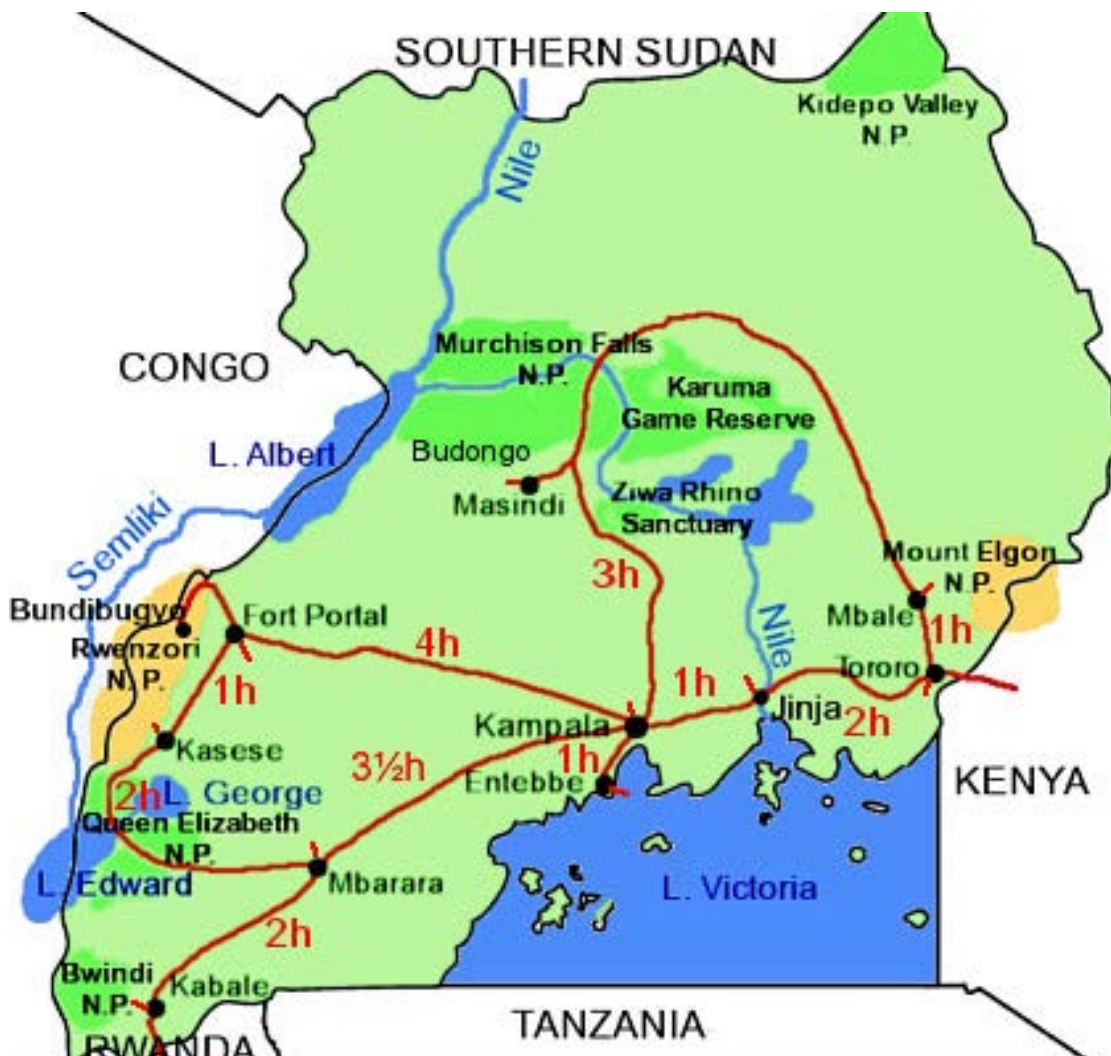 SOUTHERN SUDAN
Kidepo Valley
N.P.
Nile
Murchison Falls
N.P.
CONGO
Karuma
Game Reserve
L. Albert
Budongo
Masindi
Ziwa Rhino
Sanctuary
Semliki
Mount Elgon
N.P.
3h
Bundibugyo
Fort Portal
Mbale
Rwenzori
N.P.
4h
Nile
1h
Tororo
1h
1h
Kampala
Jinja
2h
Kasese
3½h
1h
Entebbe
KENYA
2h
L. George
Queen Elizabeth
N.P.
L. Edward
Mbarara
L. Victoria
2h
Bwindi
N.P.
Kabale
TANZANIA
RWANDA